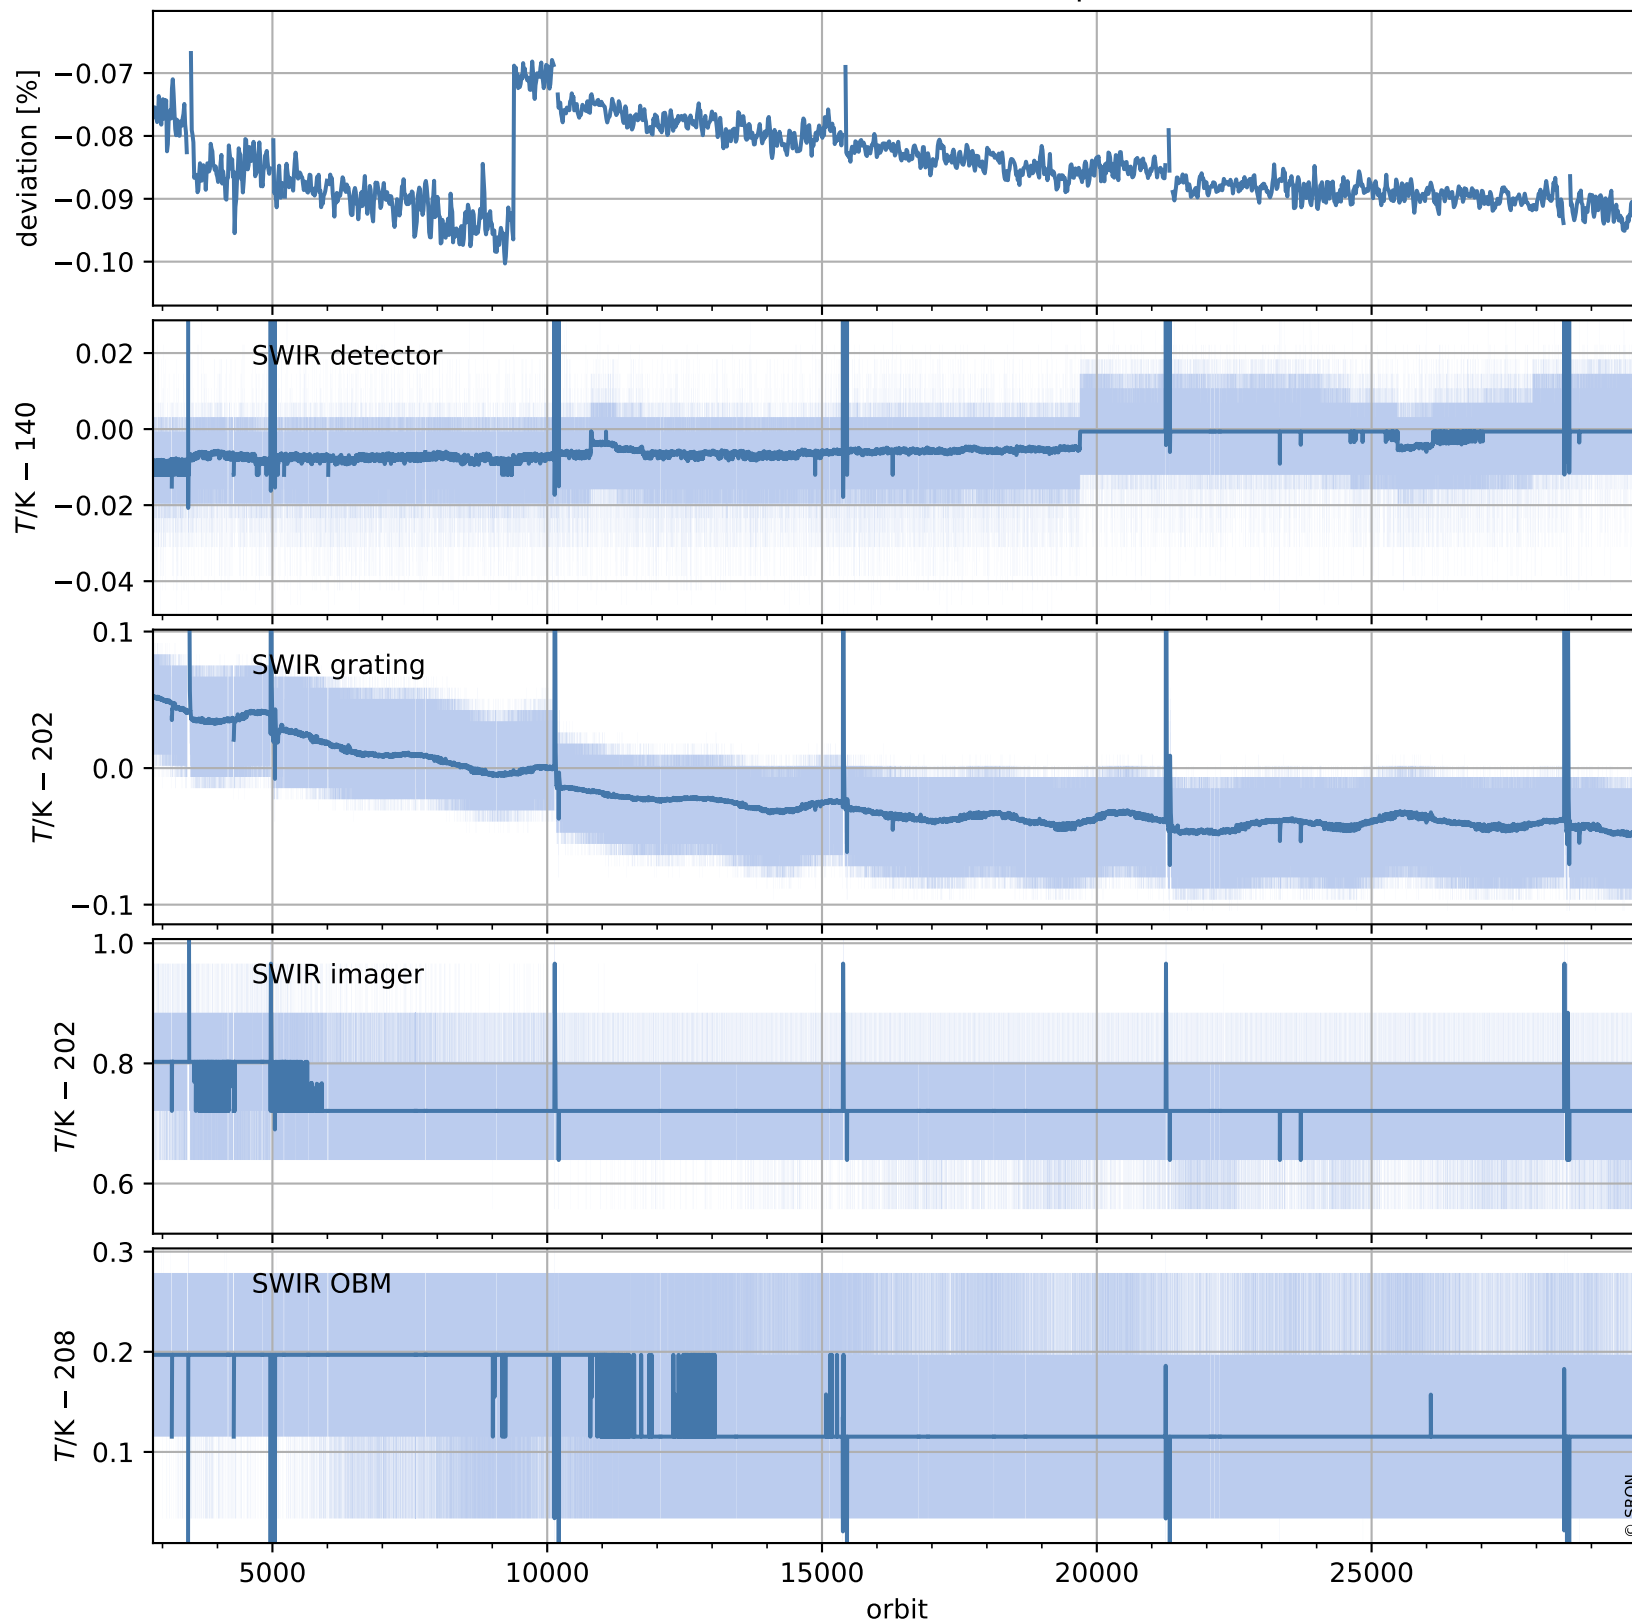 deviation [%]
−0.07
−0.08
−0.09
−0.10
SWIR detector
T/K − 140
0.02
0.00
−0.02
−0.04
SWIR grating
T/K − 202
0.1
0.0
−0.1
SWIR imager
T/K − 202
1.0
0.8
0.6
SWIR OBM
T/K − 208
0.3
0.2
0.1
© SRON
5000
10000
15000
20000
25000
orbit